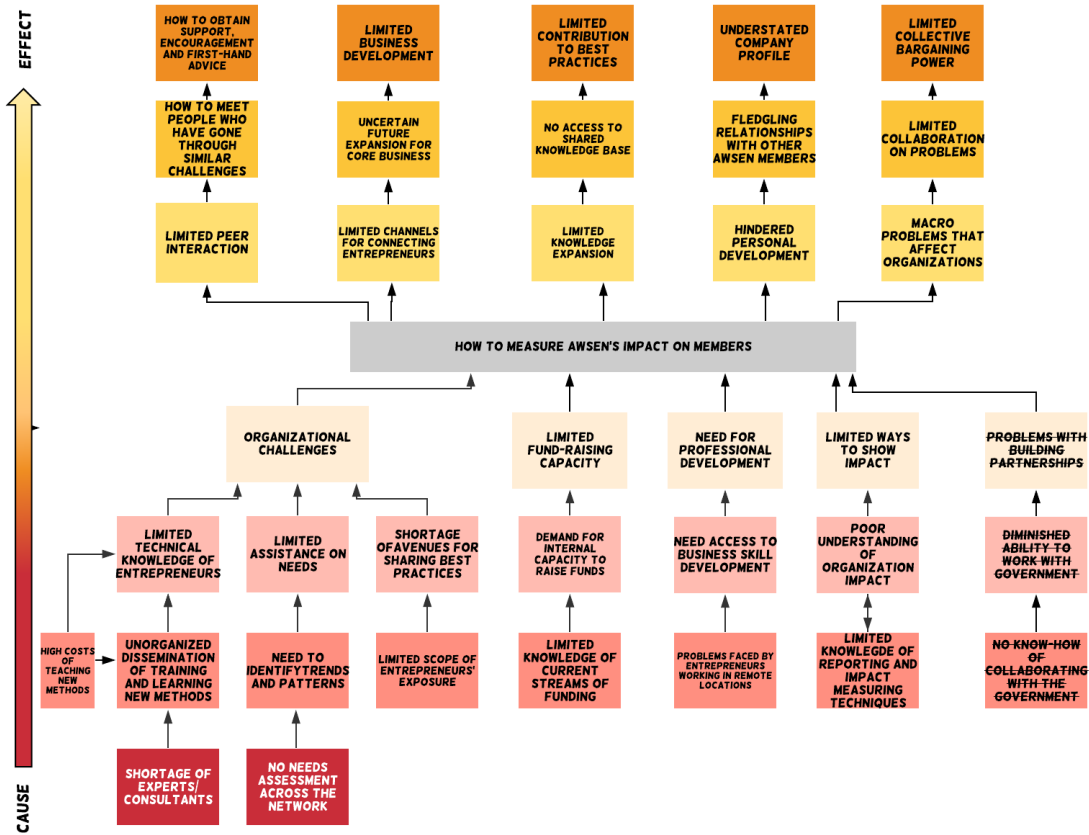 EFFECT
HOW TO OBTAIN
SUPPORT,
ENCOURAGEMENT
AND FIRST-HAND
ADVICE
LIMITED
BUSINESS
DEVELOPMENT
LIMITED
CONTRIBUTION
TO BEST
PRACTICES
UNDERSTATED
COMPANY
PROFILE
LIMITED
COLLECTIVE
BARGAINING
POWER
HOW TO MEET
PEOPLE WHO
HAVE GONE
THROUGH
SIMILAR
CHALLENGES
UNCERTAIN
FUTURE
EXPANSION FOR
CORE BUSINESS
NO ACCESS TO
SHARED
KNOWLEDGE BASE
FLEDGLING
RELATIONSHIPS
WITH OTHER
AWSEN MEMBERS
LIMITED
COLLABORATION
ON PROBLEMS
LIMITED PEER
INTERACTION
LIMITED CHANNELS
FOR CONNECTING
ENTREPRENEURS
LIMITED
KNOWLEDGE
EXPANSION
HINDERED
PERSONAL
DEVELOPMENT
MACRO
PROBLEMS THAT
AFFECT
ORGANIZATIONS
HOW TO MEASURE AWSEN'S IMPACT ON MEMBERS
ORGANIZATIONAL
CHALLENGES
LIMITED
FUND-RAISING
CAPACITY
NEED FOR
PROFESSIONAL
DEVELOPMENT
LIMITED WAYS
TO SHOW
IMPACT
PROBLEMS WITH
BUILDING
PARTNERSHIPS
LIMITED
TECHNICAL
KNOWLEDGE OF
ENTREPRENEURS
LIMITED
ASSISTANCE ON
NEEDS
SHORTAGE
OFAVENUES FOR
SHARING BEST
PRACTICES
DEMAND FOR
INTERNAL
CAPACITY TO
RAISE FUNDS
NEED ACCESS TO
BUSINESS SKILL
DEVELOPMENT
POOR
UNDERSTANDING
OF
ORGANIZATION
IMPACT
DIMINISHED
ABILITY TO
WORK WITH
GOVERNMENT
HIGH COSTS
OF
TEACHING
NEW
METHODS
UNORGANIZED
DISSEMINATION
OF TRAINING
AND LEARNING
NEW METHODS
NEED TO
IDENTIFYTRENDS
AND PATTERNS
LIMITED SCOPE OF
ENTREPRENEURS'
EXPOSURE
LIMITED
KNOWLEDGE OF
CURRENT
STREAMS OF
FUNDING
PROBLEMS FACED BY
ENTREPRENEURS
WORKING IN REMOTE
LOCATIONS
LIMITED
KNOWLEGDE OF
REPORTING AND
IMPACT
MEASURING
TECHNIQUES
NO KNOW-HOW
OF
COLLABORATING
WITH THE
GOVERNMENT
SHORTAGE OF
EXPERTS/
CONSULTANTS
NO NEEDS
ASSESSMENT
ACROSS THE
NETWORK
CAUSE